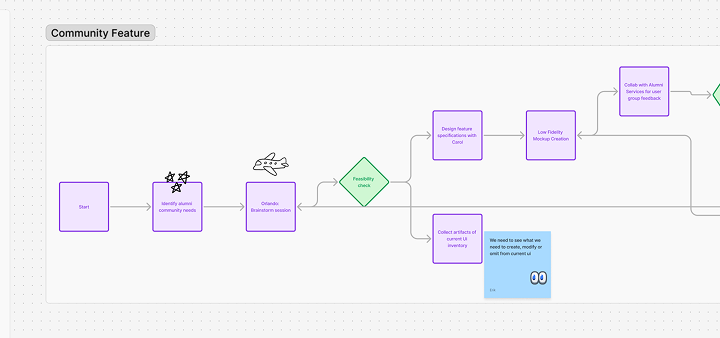 Community Feature
Start
Identify alumni
community needs
Orlando:
Brainstorm session
Feasibility
check
Design feature
specifications with
Carol
Low Fidelity
Mockup Creation
Collab with Alumni
Services for user
group feedback
Collect artifacts of
current UI
inventory
We need to see what we
need to create, modify or
omit from current ui